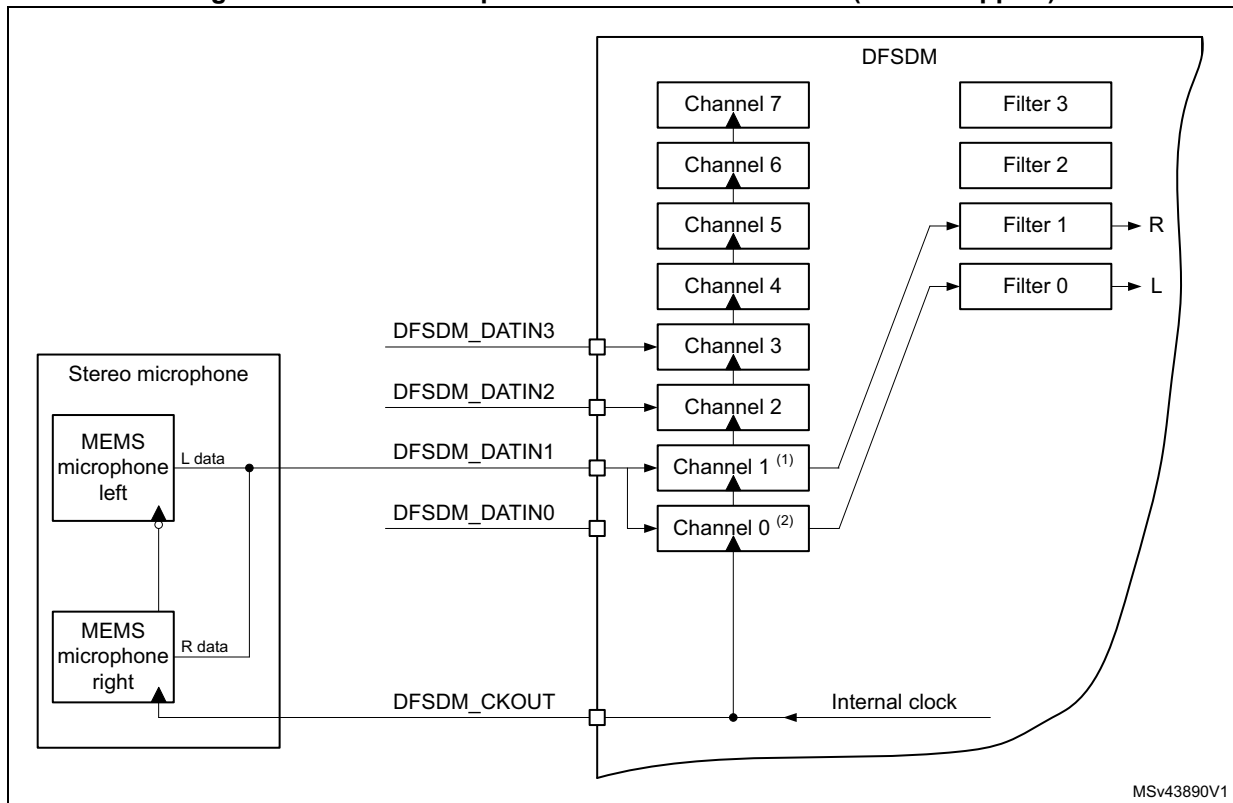 DFSDM
Channel 7
Filter 3
Channel 6
Filter 2
Channel 5
Filter 1
R
Channel 4
Filter 0
L
DFSDM_DATIN3
Channel 3
Stereo microphone
DFSDM_DATIN2
Channel 2
MEMS
microphone
left
L data
DFSDM_DATIN1
Channel 1 (1)
DFSDM_DATIN0
Channel 0 (2)
MEMS
microphone
right
R data
DFSDM_CKOUT
Internal clock
MSv43890V1